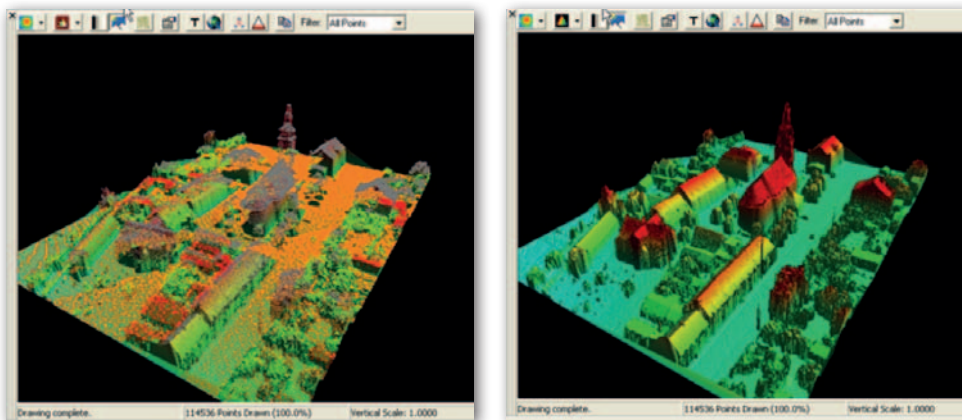 T Filter: All Points
Drawing complete. 114536 Points Drawn (100.0%) Vertical Scale: 1.0000
T Filter: All Points
Drawing complete. 114536 Points Drawn (100.0%) Vertical Scale: 1.0000